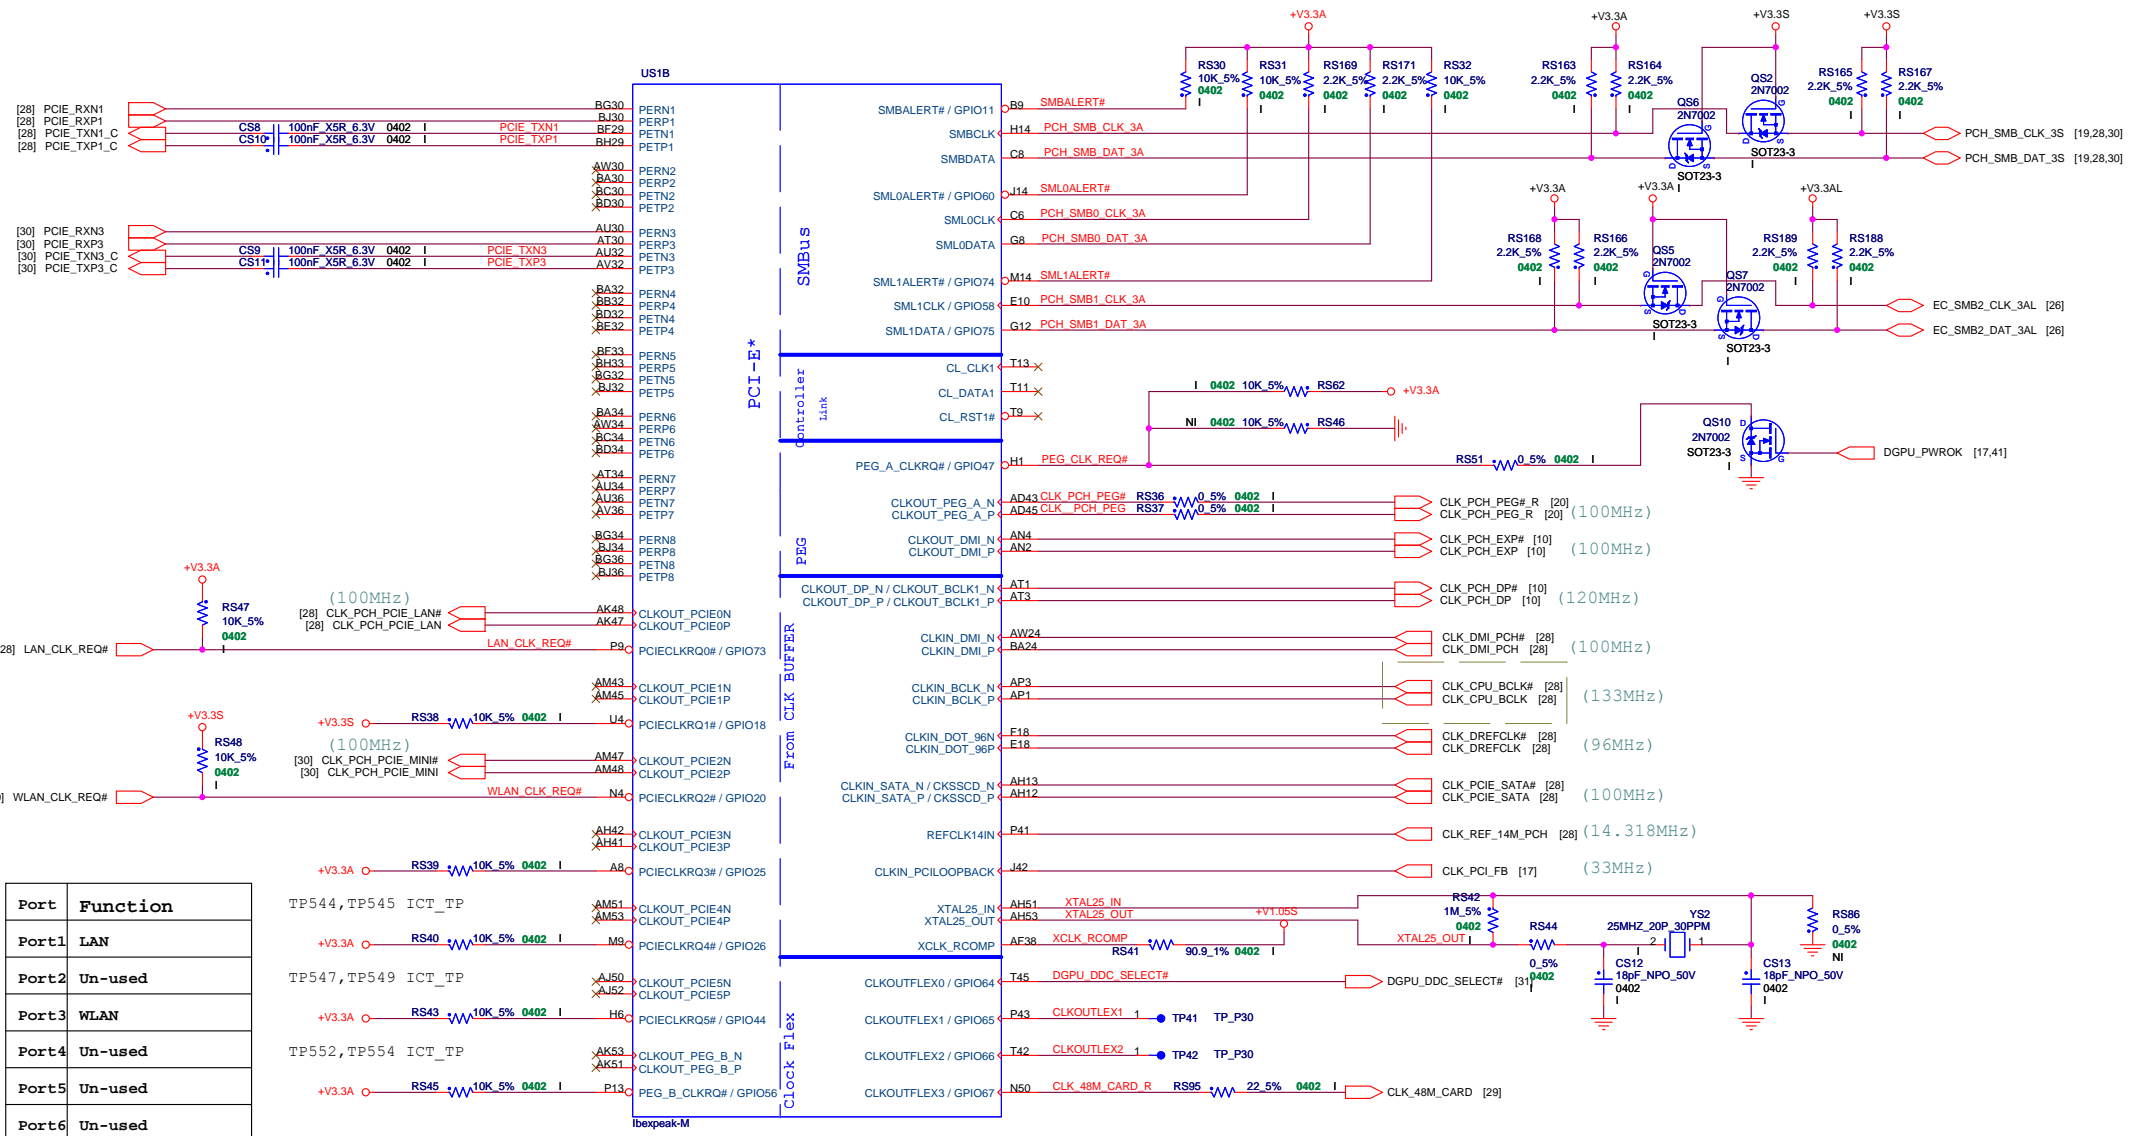 US1B
[28] PCIE_RXN1
[28] PCIE_RXP1
[28] PCIE_TXN1_C
[28] PCIE_TXP1_C
CS8 100nF_X5R_6.3V 0402 I PCIE_TXN1
CS10 100nF_X5R_6.3V 0402 I PCIE_TXP1
BG30 PERN1
BJ30 PERP1
BF29 PETN1
BH29 PETP1
AW30 PERN2
BA30 PERP2
BC30 PETN2
BD30 PETP2
[30] PCIE_RXN3
[30] PCIE_RXP3
[30] PCIE_TXN3_C
[30] PCIE_TXP3_C
CS9 100nF_X5R_6.3V 0402 I PCIE_TXN3
CS11 100nF_X5R_6.3V 0402 I PCIE_TXP3
AU30 PERN3
AT30 PERP3
AU32 PETN3
AV32 PETP3
BA32 PERN4
BB32 PERP4
BD32 PETN4
BE32 PETP4
BF33 PERN5
BH33 PERP5
BG32 PETN5
BJ32 PETP5
BA34 PERN6
AW34 PERP6
BC34 PETN6
BD34 PETP6
AT34 PERN7
AU34 PERP7
AU36 PETN7
AV36 PETP7
BG34 PERN8
BJ34 PERP8
BG36 PETN8
BJ36 PETP8
+V3.3A
RS47
10K_5%
0402
I
(100MHz)
[28] CLK_PCH_PCIE_LAN#
[28] CLK_PCH_PCIE_LAN
AK48 CLKOUT_PCIE0N
AK47 CLKOUT_PCIE0P
28] LAN_CLK_REQ# LAN_CLK_REQ# P9 PCIECLKRQ0# / GPIO73
AM43 CLKOUT_PCIE1N
AM45 CLKOUT_PCIE1P
+V3.3S RS38 10K_5% 0402 I U4 PCIECLKRQ1# / GPIO18
+V3.3S
RS48
10K_5%
0402
I
(100MHz)
[30] CLK_PCH_PCIE_MINI#
[30] CLK_PCH_PCIE_MINI
AM47 CLKOUT_PCIE2N
AM48 CLKOUT_PCIE2P
] WLAN_CLK_REQ# WLAN_CLK_REQ# N4 PCIECLKRQ2# / GPIO20
AH42 CLKOUT_PCIE3N
AH41 CLKOUT_PCIE3P
+V3.3A RS39 10K_5% 0402 I A8 PCIECLKRQ3# / GPIO25
TP544,TP545 ICT_TP
AM51 CLKOUT_PCIE4N
AM53 CLKOUT_PCIE4P
+V3.3A RS40 10K_5% 0402 I M9 PCIECLKRQ4# / GPIO26
TP547,TP549 ICT_TP
AJ50 CLKOUT_PCIE5N
AJ52 CLKOUT_PCIE5P
+V3.3A RS43 10K_5% 0402 I H6 PCIECLKRQ5# / GPIO44
TP552,TP554 ICT_TP
AK53 CLKOUT_PEG_B_N
AK51 CLKOUT_PEG_B_P
+V3.3A RS45 10K_5% 0402 I P13 PEG_B_CLKRQ# / GPIO56
Ibexpeak-M
Port Function
Port1 LAN
Port2 Un-used
Port3 WLAN
Port4 Un-used
Port5 Un-used
Port6 Un-used
PCI-E*
SMBus
Controller
Link
PEG
From CLK BUFFER
Clock Flex
SMBALERT# / GPIO11 B9 SMBALERT#
SMBCLK H14 PCH_SMB_CLK_3A
SMBDATA C8 PCH_SMB_DAT_3A
SML0ALERT# / GPIO60 J14 SML0ALERT#
SML0CLK C6 PCH_SMB0_CLK_3A
SML0DATA G8 PCH_SMB0_DAT_3A
SML1ALERT# / GPIO74 M14 SML1ALERT#
SML1CLK / GPIO58 E10 PCH_SMB1_CLK_3A
SML1DATA / GPIO75 G12 PCH_SMB1_DAT_3A
+V3.3A
RS30 10K_5% 0402 I
RS31 10K_5% 0402 I
RS169 2.2K_5% 0402 I
RS171 2.2K_5% 0402 I
RS32 10K_5% 0402 I
+V3.3A
RS163 2.2K_5% 0402 I
RS164 2.2K_5% 0402 I
+V3.3S
QS6 2N7002 G D S SOT23-3 I
QS2 2N7002 G D S SOT23-3 I
+V3.3S
RS165 2.2K_5% 0402 I
RS167 2.2K_5% 0402 I
PCH_SMB_CLK_3S [19,28,30]
PCH_SMB_DAT_3S [19,28,30]
+V3.3A
RS168 2.2K_5% 0402 I
RS166 2.2K_5% 0402 I
+V3.3A
QS5 2N7002 G S D SOT23-3 I
QS7 2N7002 G S D SOT23-3 I
+V3.3AL
RS189 2.2K_5% 0402 I
RS188 2.2K_5% 0402 I
EC_SMB2_CLK_3AL [26]
EC_SMB2_DAT_3AL [26]
CL_CLK1 T13
CL_DATA1 T11
CL_RST1# T9
I 0402 10K_5% RS62 +V3.3A
NI 0402 10K_5% RS46
PEG_A_CLKRQ# / GPIO47 H1 PEG_CLK_REQ# RS51 0_5% 0402 I
QS10 2N7002 SOT23-3 I D S G
DGPU_PWROK [17,41]
CLKOUT_PEG_A_N AD43 CLK_PCH_PEG# RS36 0_5% 0402 I CLK_PCH_PEG#_R [20]
CLKOUT_PEG_A_P AD45 CLK__PCH_PEG RS37 0_5% 0402 I CLK_PCH_PEG_R [20] (100MHz)
CLKOUT_DMI_N AN4 CLK_PCH_EXP# [10]
CLKOUT_DMI_P AN2 CLK_PCH_EXP [10] (100MHz)
CLKOUT_DP_N / CLKOUT_BCLK1_N AT1 CLK_PCH_DP# [10]
CLKOUT_DP_P / CLKOUT_BCLK1_P AT3 CLK_PCH_DP [10] (120MHz)
CLKIN_DMI_N AW24 CLK_DMI_PCH# [28]
CLKIN_DMI_P BA24 CLK_DMI_PCH [28] (100MHz)
CLKIN_BCLK_N AP3 CLK_CPU_BCLK# [28]
CLKIN_BCLK_P AP1 CLK_CPU_BCLK [28] (133MHz)
CLKIN_DOT_96N F18 CLK_DREFCLK# [28]
CLKIN_DOT_96P E18 CLK_DREFCLK [28] (96MHz)
CLKIN_SATA_N / CKSSCD_N AH13 CLK_PCIE_SATA# [28]
CLKIN_SATA_P / CKSSCD_P AH12 CLK_PCIE_SATA [28] (100MHz)
REFCLK14IN P41 CLK_REF_14M_PCH [28] (14.318MHz)
CLKIN_PCILOOPBACK J42 CLK_PCI_FB [17] (33MHz)
XTAL25_IN AH51 XTAL25_IN
XTAL25_OUT AH53 XTAL25_OUT
XCLK_RCOMP AF38 XCLK_RCOMP RS41 90.9_1% 0402 I +V1.05S
XTAL25_OUT
RS42 1M_5% 0402 I
RS44 0_5% 0402 I
YS2 25MHZ_20P_30PPM 2 1
CS12 18pF_NPO_50V 0402 I
CS13 18pF_NPO_50V 0402 I
RS86 0_5% 0402 NI
CLKOUTFLEX0 / GPIO64 T45 DGPU_DDC_SELECT# DGPU_DDC_SELECT# [31]
CLKOUTFLEX1 / GPIO65 P43 CLKOUTLEX1 1 TP41 TP_P30
CLKOUTFLEX2 / GPIO66 T42 CLKOUTLEX2 1 TP42 TP_P30
CLKOUTFLEX3 / GPIO67 N50 CLK_48M_CARD_R RS95 22_5% 0402 I CLK_48M_CARD [29]